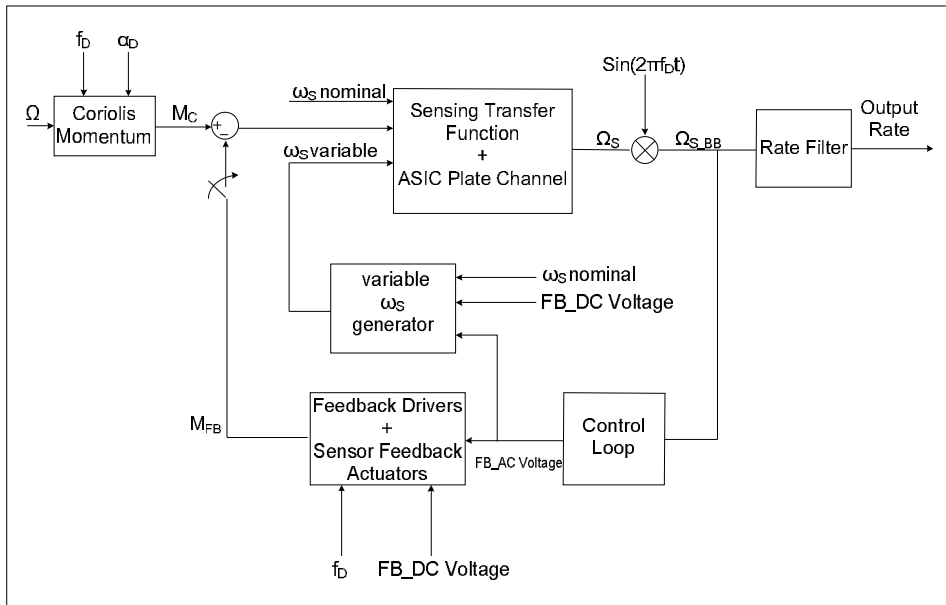 f_D
α_D
Ω
Coriolis
Momentum
M_C
+
−
ω_S nominal
ω_S variable
Sensing Transfer
Function
+
ASIC Plate Channel
Ω_S
Sin(2πf_Dt)
Ω_S_BB
Rate Filter
Output
Rate
variable
ω_S
generator
ω_S nominal
FB_DC Voltage
M_FB
Feedback Drivers
+
Sensor Feedback
Actuators
FB_AC Voltage
Control
Loop
f_D
FB_DC Voltage